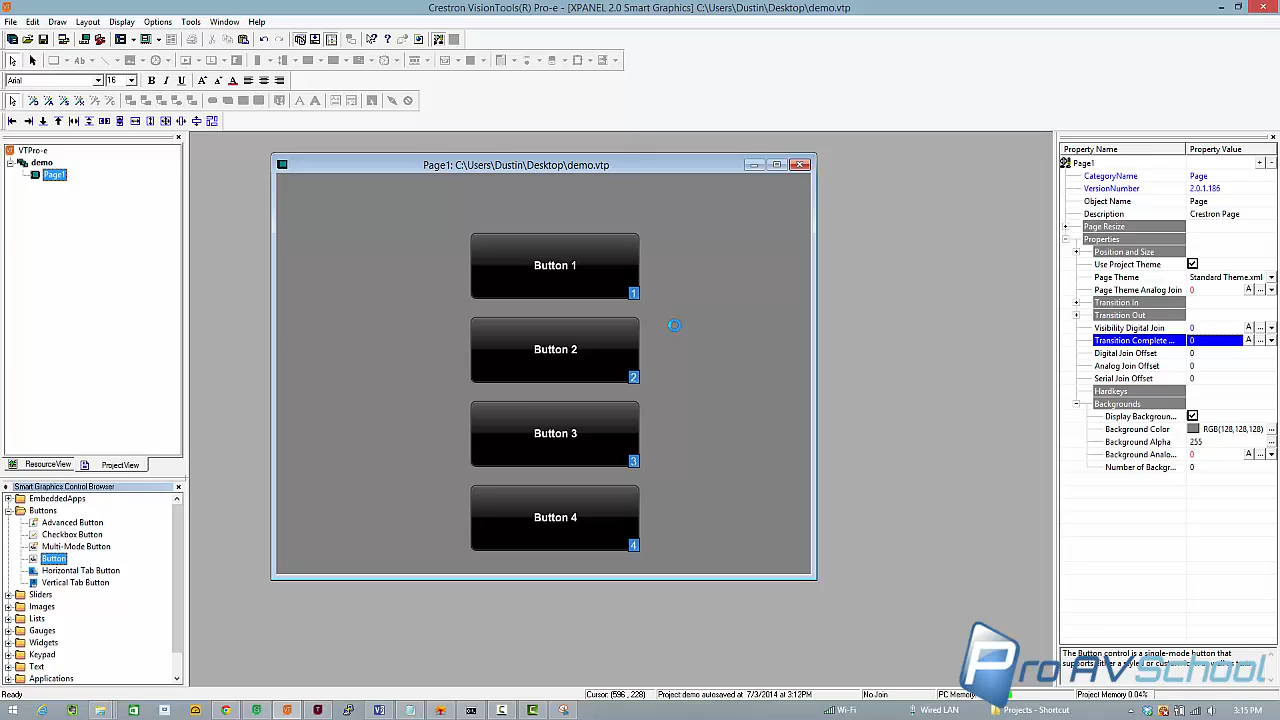 Crestron VisionTools(R) Pro-e - [XPANEL 2.0 Smart Graphics] C:\Users\Dustin\Desktop\demo.vtp
File Edit Draw Layout Display Options Tools Window Help
Arial 16 B I U
VTPro-e
demo
Page1
ResourceView ProjectView
Smart Graphics Control Browser
EmbeddedApps
Buttons
Advanced Button
Checkbox Button
Multi-Mode Button
Button
Horizontal Tab Button
Vertical Tab Button
Sliders
Images
Lists
Gauges
Widgets
Keypad
Text
Applications
Page1: C:\Users\Dustin\Desktop\demo.vtp
Button 1
1
Button 2
2
Button 3
3
Button 4
4
Property Name Property Value
Page1 + -
CategoryName Page
VersionNumber 2.0.1.186
Object Name Page
Description Crestron Page
Page Resize
Properties
Position and Size
Use Project Theme
Page Theme Standard Theme.xml
Page Theme Analog Join 0 A ...
Transition In
Transition Out
Visibility Digital Join 0 A ...
Transition Complete ... 0 A ...
Digital Join Offset 0
Analog Join Offset 0
Serial Join Offset 0
Hardkeys
Backgrounds
Display Backgroun...
Background Color RGB(128,128,128) ...
Background Alpha 255 ...
Background Analo... 0 A ...
Number of Backgr... 0
The Button control is a single-mode button that
Pro AV School
Ready Cursor: (596 , 228) Project demo autosaved at 7/3/2014 at 3:12PM No Join PC Memory Project Memory 0.04%
Wi-Fi Wired LAN Projects - Shortcut 3:15 PM